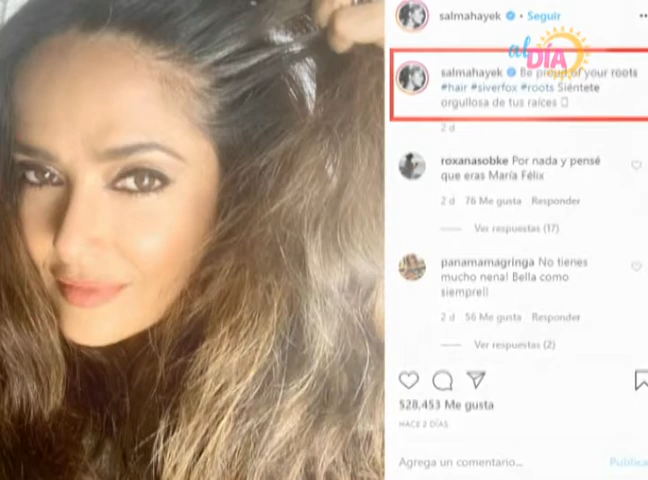 salmahayek • Seguir
al DÍA
salmahayek Be proud of your roots
#hair #siverfox #roots Siéntete
orgullosa de tus raíces
2 d
roxanasobke Por nada y pensé
que eras María Félix
2 d 76 Me gusta Responder
Ver respuestas (17)
panamamagringa No tienes
mucho nena! Bella como
siempre!!
2 d 56 Me gusta Responder
Ver respuestas (2)
528.453 Me gusta
HACE 2 DÍAS
Agrega un comentario...
Publica